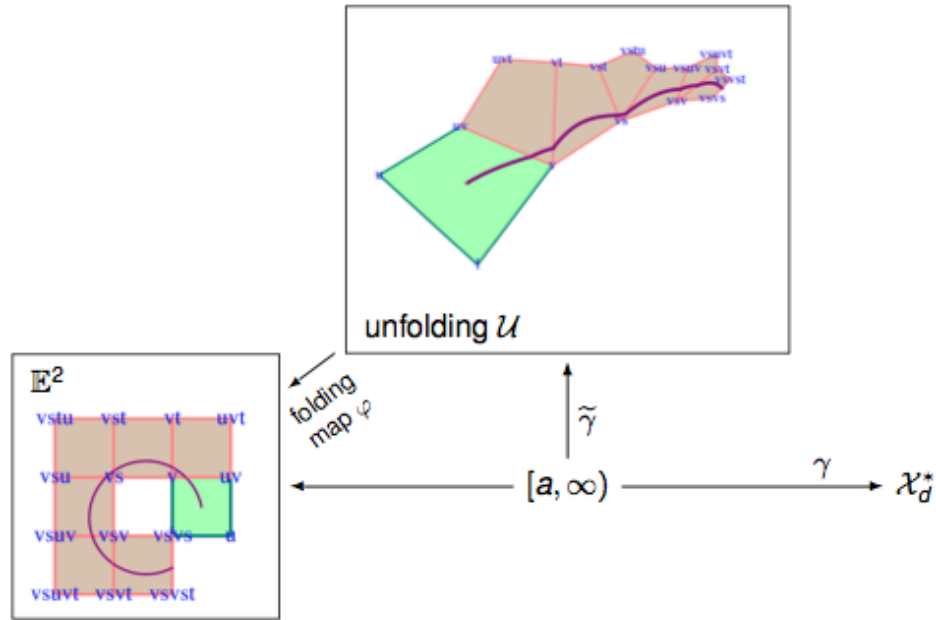 vstu
vsuvt
uvt vt vst vsu vsuv vsvt
vsvst
uv vs vsv vsvs
unfolding 𝒰
𝔼²
folding
map φ
γ̃
vstu vst vt uvt
vsu vs v uv
[a, ∞) γ 𝒳*_d
vsuv vsv vsvs u
vsuvt vsvt vsvst